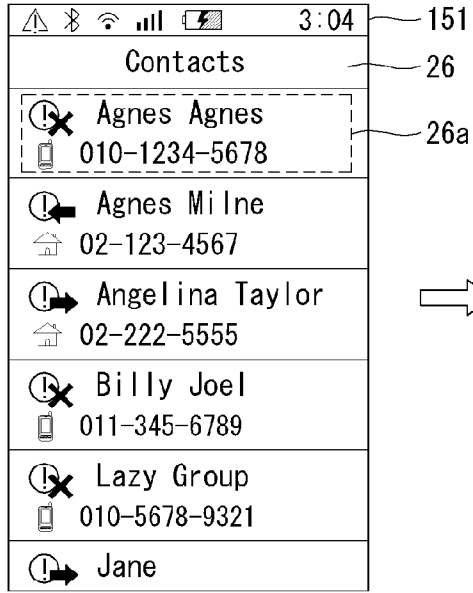 3:04
151
Contacts
26
Agnes Agnes
26a
010-1234-5678
Agnes Milne
02-123-4567
Angelina Taylor
02-222-5555
Billy Joel
011-345-6789
Lazy Group
010-5678-9321
Jane